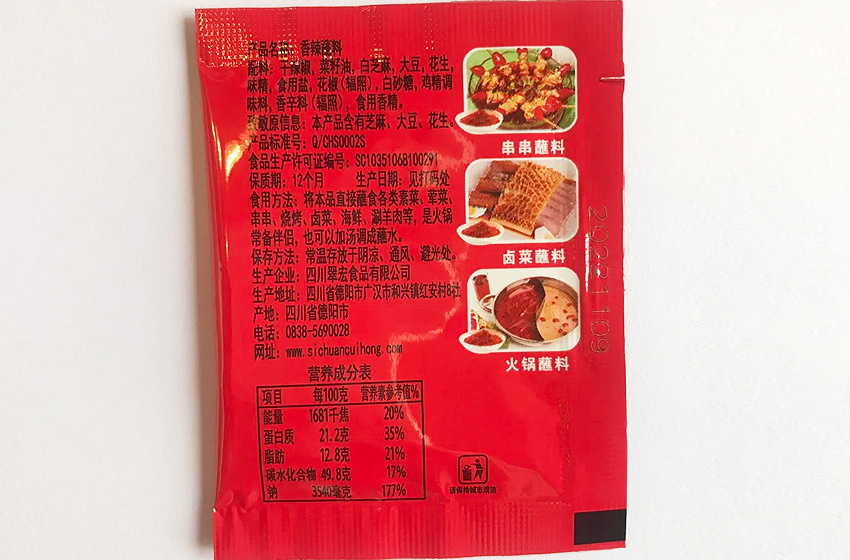 产品名称：香辣蘸料
配料：干辣椒，菜籽油，白芝麻，大豆，花生，
味精，食用盐，花椒（辐照），白砂糖，鸡精调
味料，香辛料（辐照），食用香精。
致敏原信息：本产品含有芝麻、大豆、花生。
产品标准号：Q/CHS0002S
食品生产许可证编号：SC10351068100291
保质期：12个月 生产日期：见打码处
食用方法：将本品直接蘸食各类素菜、荤菜、
串串、烧烤、卤菜、海鲜、涮羊肉等，是火锅
常备伴侣，也可以加汤调成蘸水。
保存方法：常温存放于阴凉、通风、避光处。
生产企业：四川翠宏食品有限公司
生产地址：四川省德阳市广汉市和兴镇红安村8社
产地：四川省德阳市
电话：0838-5690028
网址：www.sichuancuihong.com
营养成分表
项目 每100克 营养素参考值%
能量 1681千焦 20%
蛋白质 21.2克 35%
脂肪 12.8克 21%
碳水化合物 49.8克 17%
钠 3540毫克 177%
串串蘸料
卤菜蘸料
火锅蘸料
20221109
请保持城市清洁